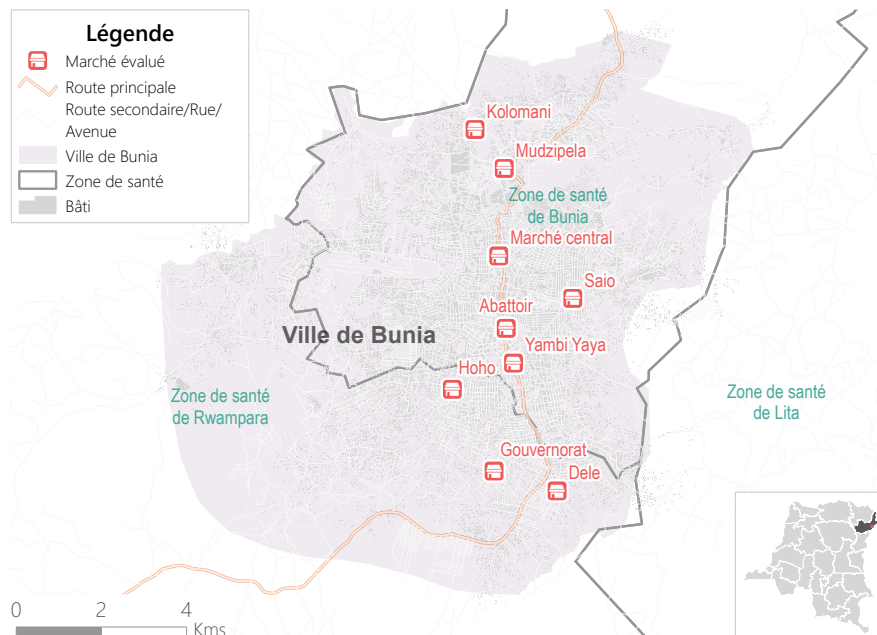 Légende
Marché évalué
Route principale
Route secondaire/Rue/
Avenue
Ville de Bunia
Zone de santé
Bâti
Kolomani
Mudzipela
Zone de santé
de Bunia
Marché central
Saio
Abattoir
Ville de Bunia
Yambi Yaya
Hoho
Zone de santé
de Rwampara
Zone de santé
de Lita
Gouvernorat
Dele
0 2 4
Kms